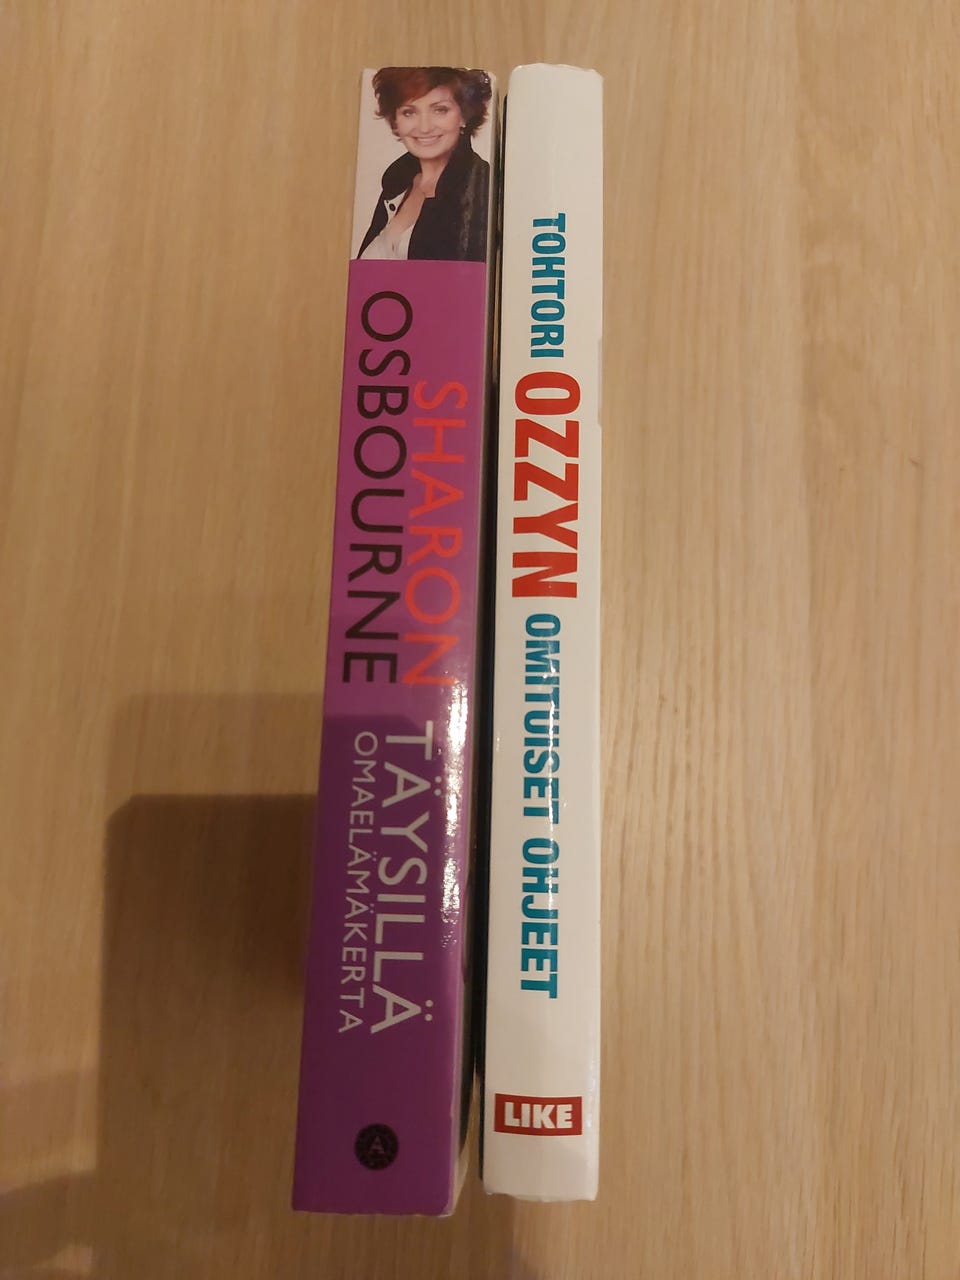 SHARON
OSBOURNE
TÄYSILLÄ
OMAELÄMÄKERTA
A
TOHTORI OZZYN OMITUISET OHJEET
LIKE